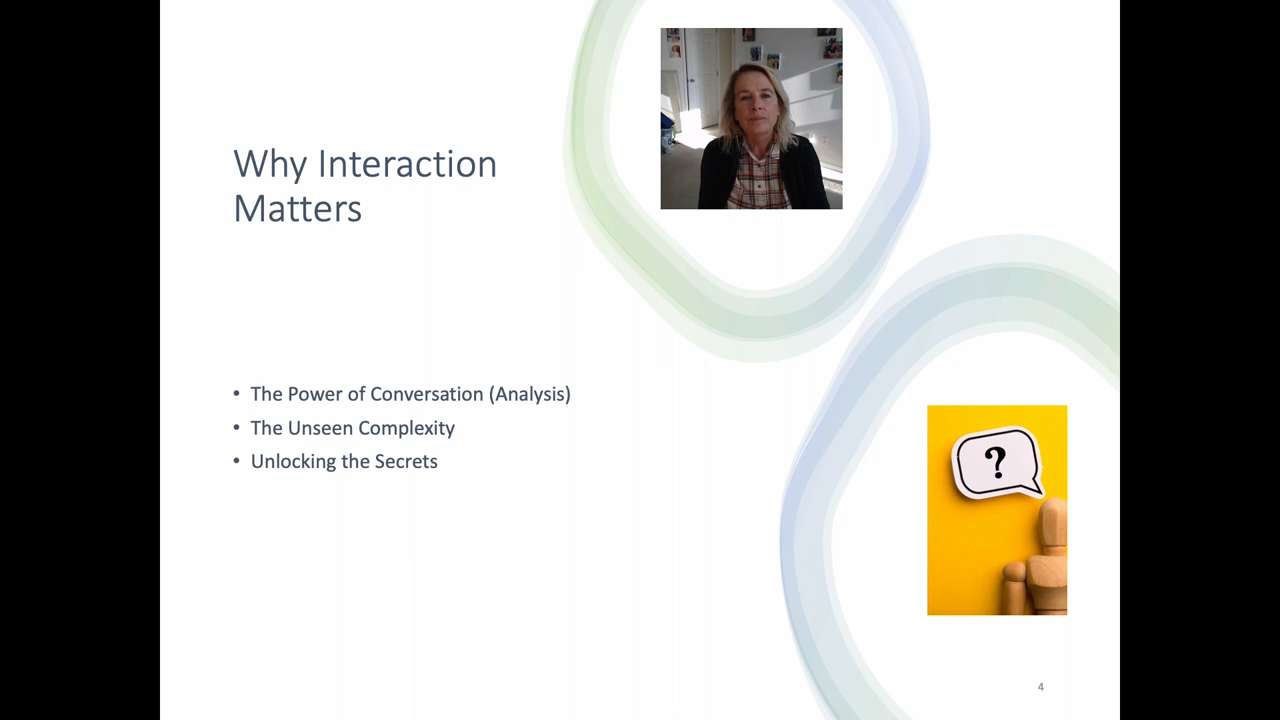 Why Interaction
Matters
• The Power of Conversation (Analysis)
• The Unseen Complexity
• Unlocking the Secrets
?
4